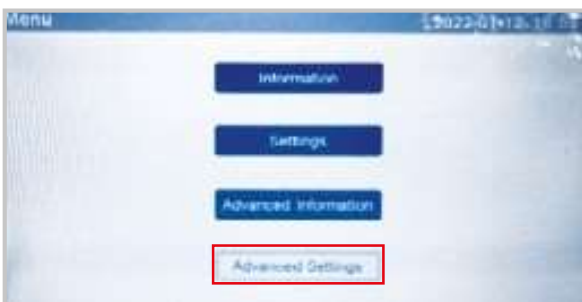 Menu
Information
Settings
Advanced Information
Advanced Settings